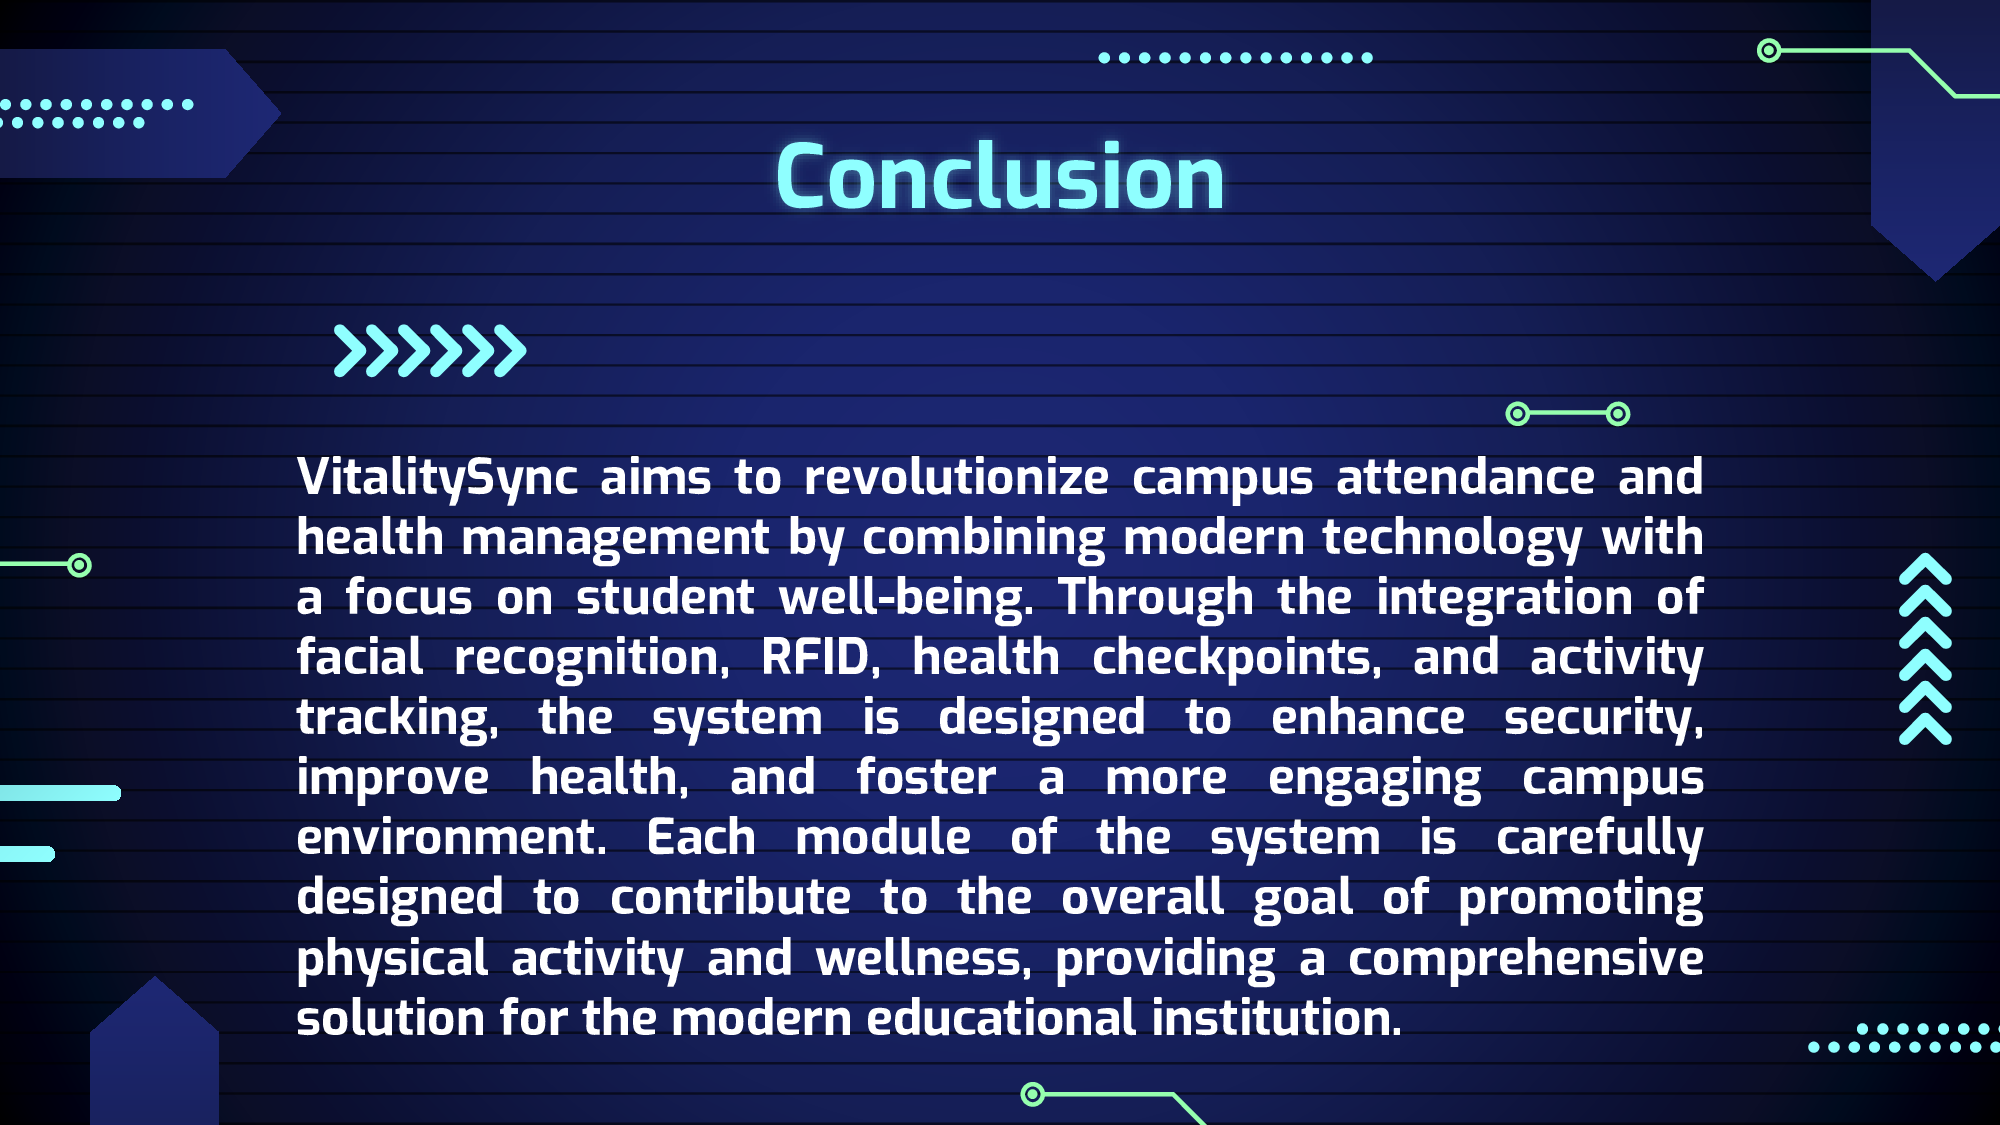 Conclusion
VitalitySync aims to revolutionize campus attendance and
health management by combining modern technology with
a focus on student well-being. Through the integration of
facial recognition, RFID, health checkpoints, and activity
tracking, the system is designed to enhance security,
improve health, and foster a more engaging campus
environment. Each module of the system is carefully
designed to contribute to the overall goal of promoting
physical activity and wellness, providing a comprehensive
solution for the modern educational institution.